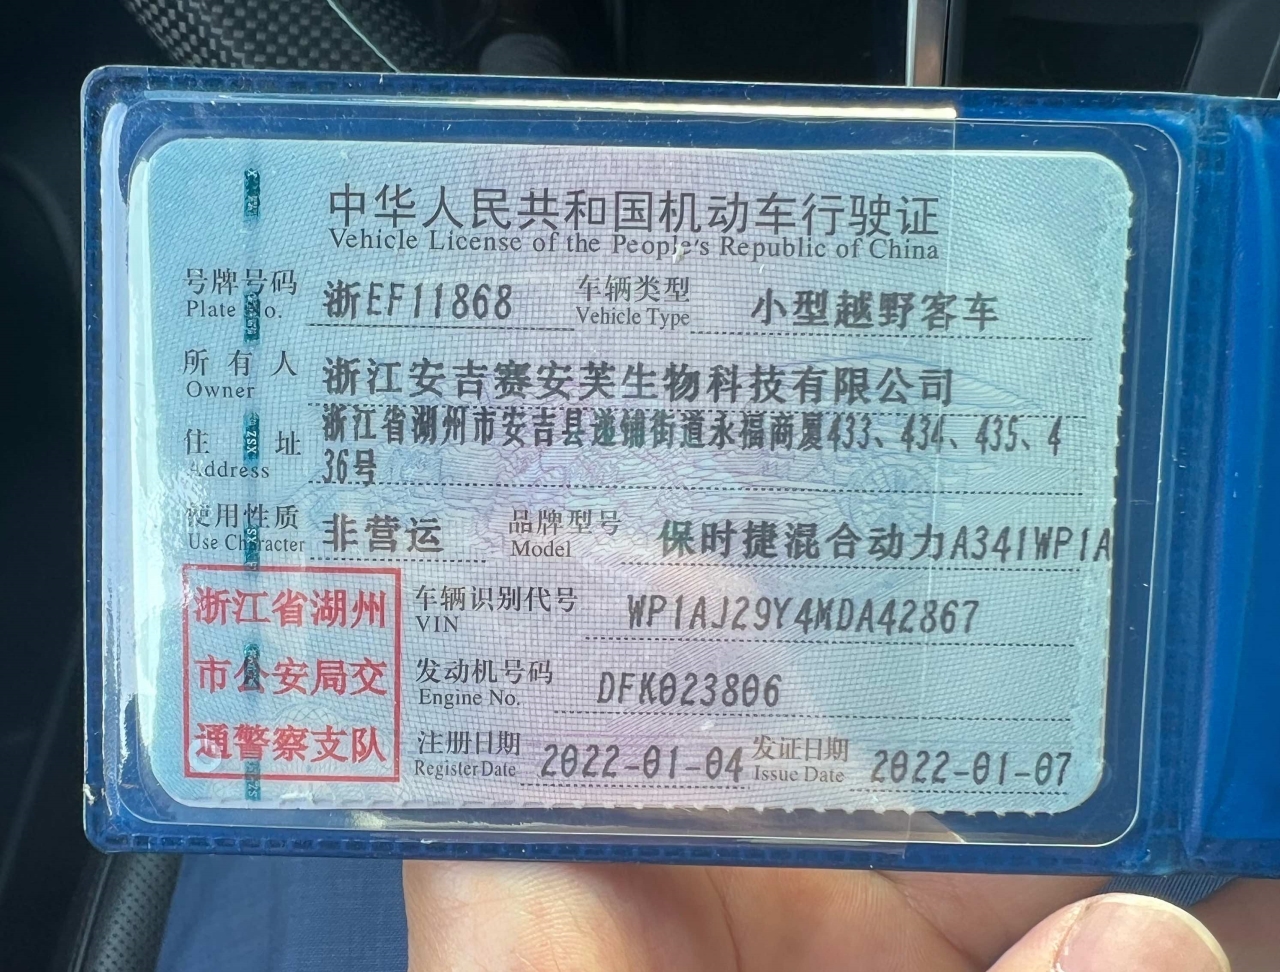 中华人民共和国机动车行驶证
Vehicle License of the People's Republic of China
号牌号码 浙EF11868 车辆类型 小型越野客车
Plate No. Vehicle Type
所有人 浙江安吉赛安芙生物科技有限公司
Owner
住址 浙江省湖州市安吉县递铺街道永福商厦433、434、435、4
Address 36号
使用性质 非营运 品牌型号 保时捷混合动力A341WP1A
Use Character Model
浙江省湖州 车辆识别代号 WP1AJ29Y4MDA42867
VIN
市公安局交 发动机号码 DFK023806
Engine No.
通警察支队 注册日期 2022-01-04 发证日期 2022-01-07
Register Date Issue Date